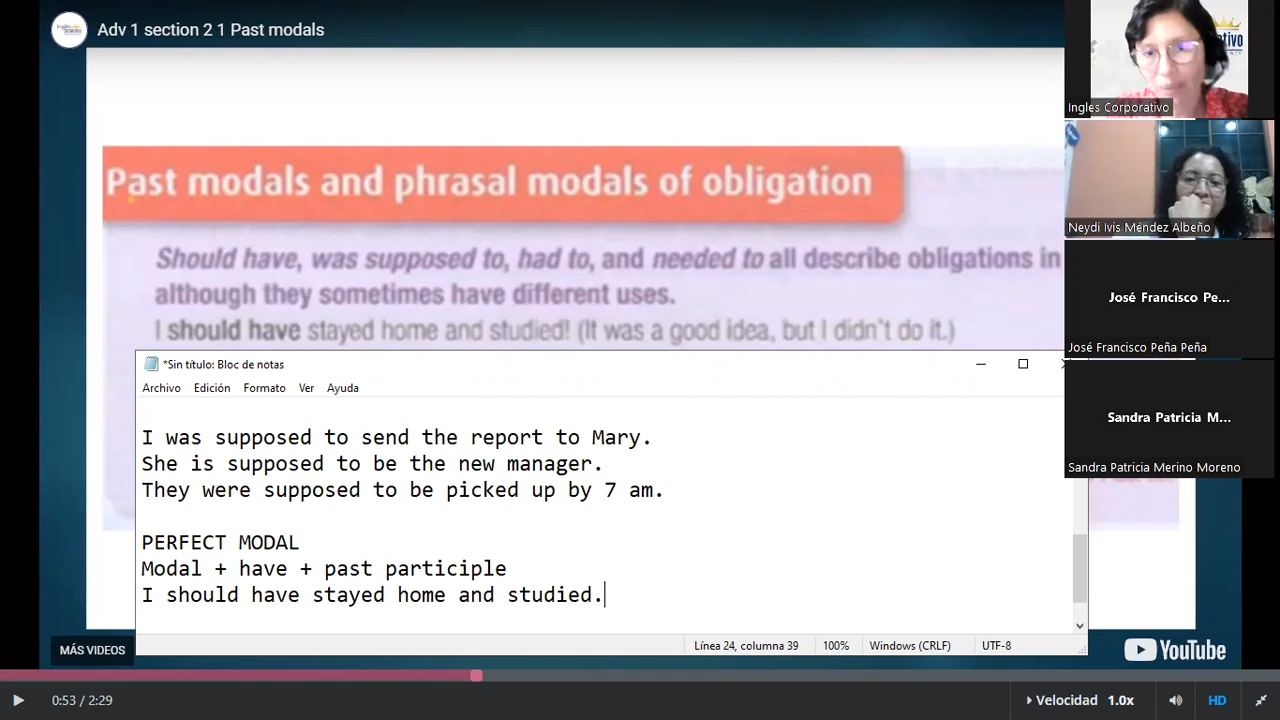 Adv 1 section 2 1 Past modals
Past modals and phrasal modals of obligation
Should have, was supposed to, had to, and needed to all describe obligations in
although they sometimes have different uses.
I should have stayed home and studied! (It was a good idea, but I didn't do it.)
*Sin título: Bloc de notas
Archivo Edición Formato Ver Ayuda
I was supposed to send the report to Mary.
She is supposed to be the new manager.
They were supposed to be picked up by 7 am.
PERFECT MODAL
Modal + have + past participle
I should have stayed home and studied.
Línea 24, columna 39 100% Windows (CRLF) UTF-8
MÁS VIDEOS
YouTube
0:53 / 2:29
Velocidad 1.0x
HD
Ingles Corporativo
Neydi Ivis Méndez Albeño
José Francisco Pe...
José Francisco Peña Peña
Sandra Patricia M...
Sandra Patricia Merino Moreno